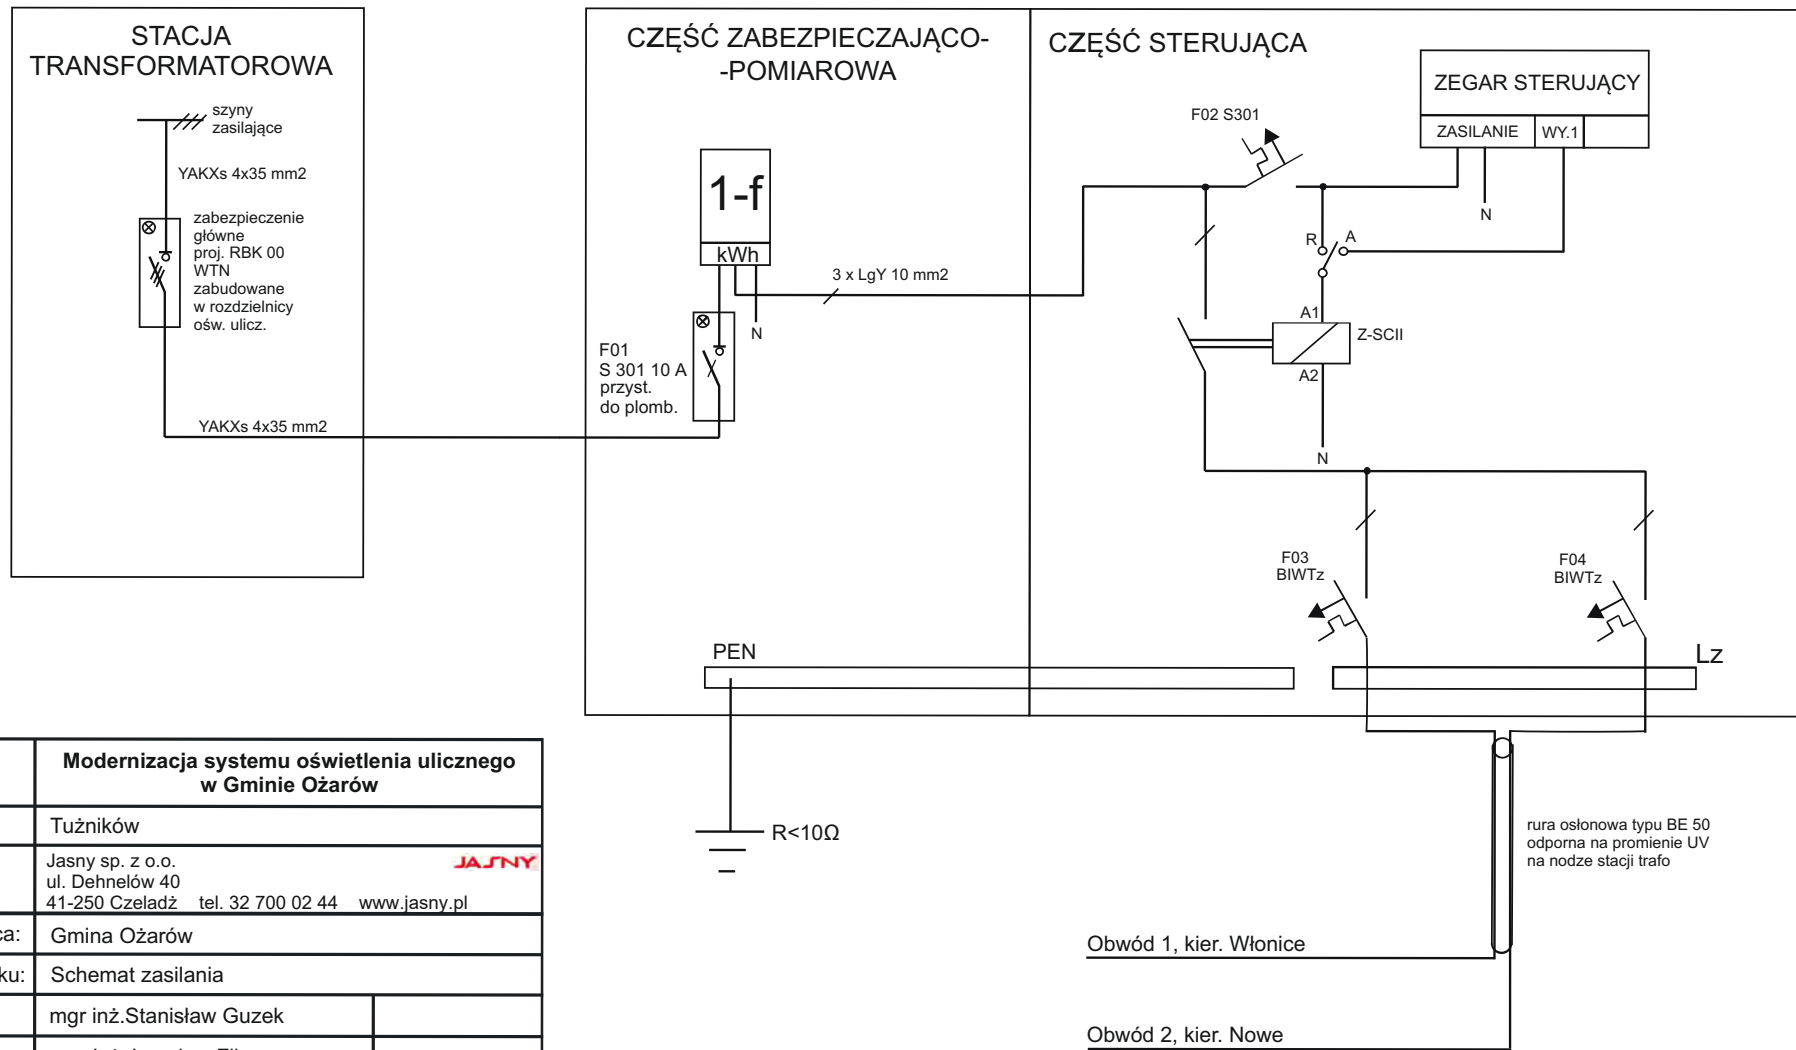 STACJA
TRANSFORMATOROWA
szyny
zasilające
YAKXs 4x35 mm2
zabezpieczenie
główne
proj. RBK 00
WTN
zabudowane
w rozdzielnicy
ośw. ulicz.
YAKXs 4x35 mm2
CZĘŚĆ ZABEZPIECZAJĄCO-
-POMIAROWA
1-f
kWh
N
3 x LgY 10 mm2
F01
S 301 10 A
przyst.
do plomb.
PEN
R<10Ω
CZĘŚĆ STERUJĄCA
F02 S301
ZEGAR STERUJĄCY
ZASILANIE WY.1
N
R A
A1
Z-SCII
A2
N
F03
BIWTz
F04
BIWTz
Lz
rura osłonowa typu BE 50
odporna na promienie UV
na nodze stacji trafo
Obwód 1, kier. Włonice
Obwód 2, kier. Nowe
Modernizacja systemu oświetlenia ulicznego
w Gminie Ożarów
Tużników
Jasny sp. z o.o.
JASNY
ul. Dehnelów 40
41-250 Czeladź tel. 32 700 02 44 www.jasny.pl
Gmina Ożarów
Schemat zasilania
mgr inż.Stanisław Guzek